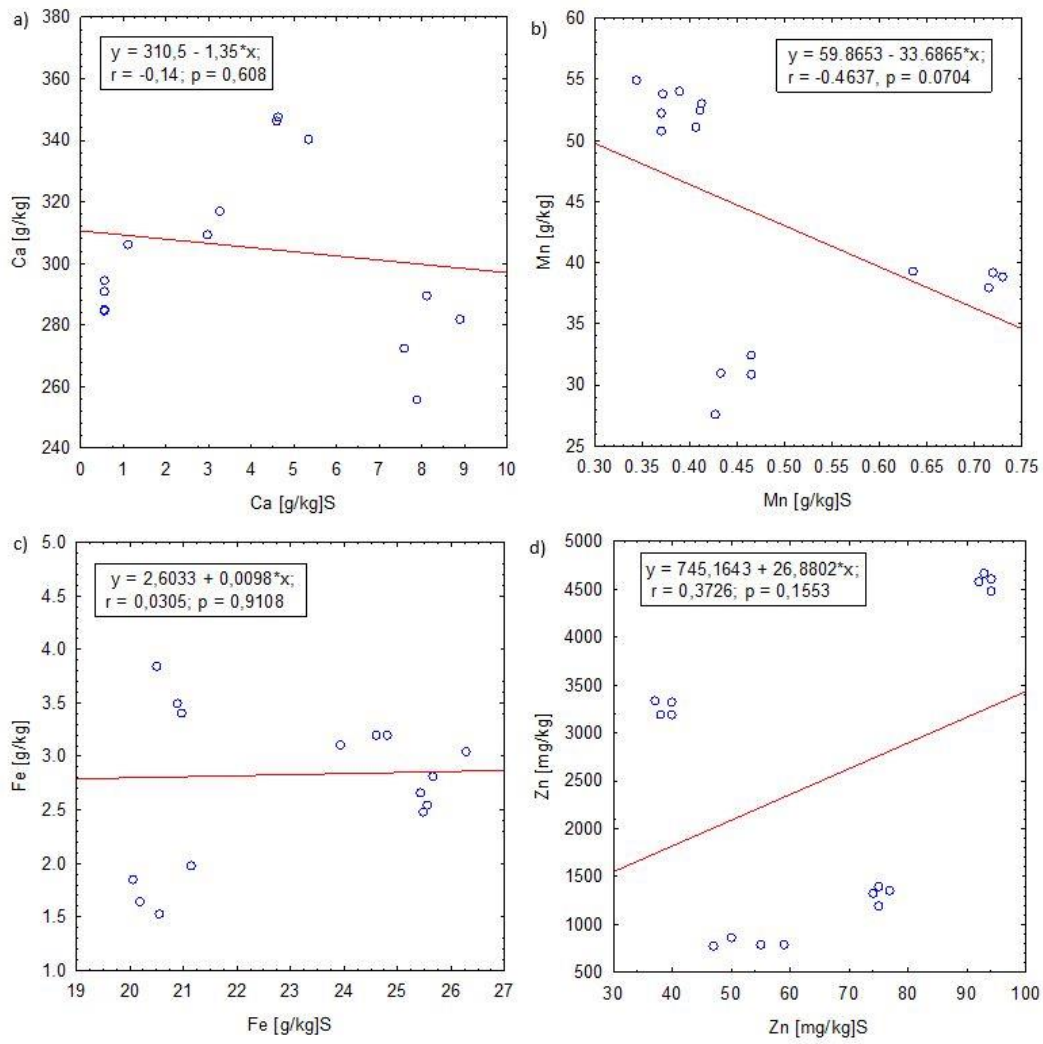 a)
y = 310,5 - 1,35*x;
r = -0,14; p = 0,608
380
360
340
320
300
280
260
240
Ca [g/kg]
0 1 2 3 4 5 6 7 8 9 10
Ca [g/kg]S
b)
y = 59.8653 - 33.6865*x;
r = -0.4637, p = 0.0704
60
55
50
45
40
35
30
25
Mn [g/kg]
0.30 0.35 0.40 0.45 0.50 0.55 0.60 0.65 0.70 0.75
Mn [g/kg]S
c)
y = 2,6033 + 0,0098*x;
r = 0,0305; p = 0,9108
5.0
4.5
4.0
3.5
3.0
2.5
2.0
1.5
1.0
Fe [g/kg]
19 20 21 22 23 24 25 26 27
Fe [g/kg]S
d)
y = 745,1643 + 26,8802*x;
r = 0,3726; p = 0,1553
5000
4500
4000
3500
3000
2500
2000
1500
1000
500
Zn [mg/kg]
30 40 50 60 70 80 90 100
Zn [mg/kg]S